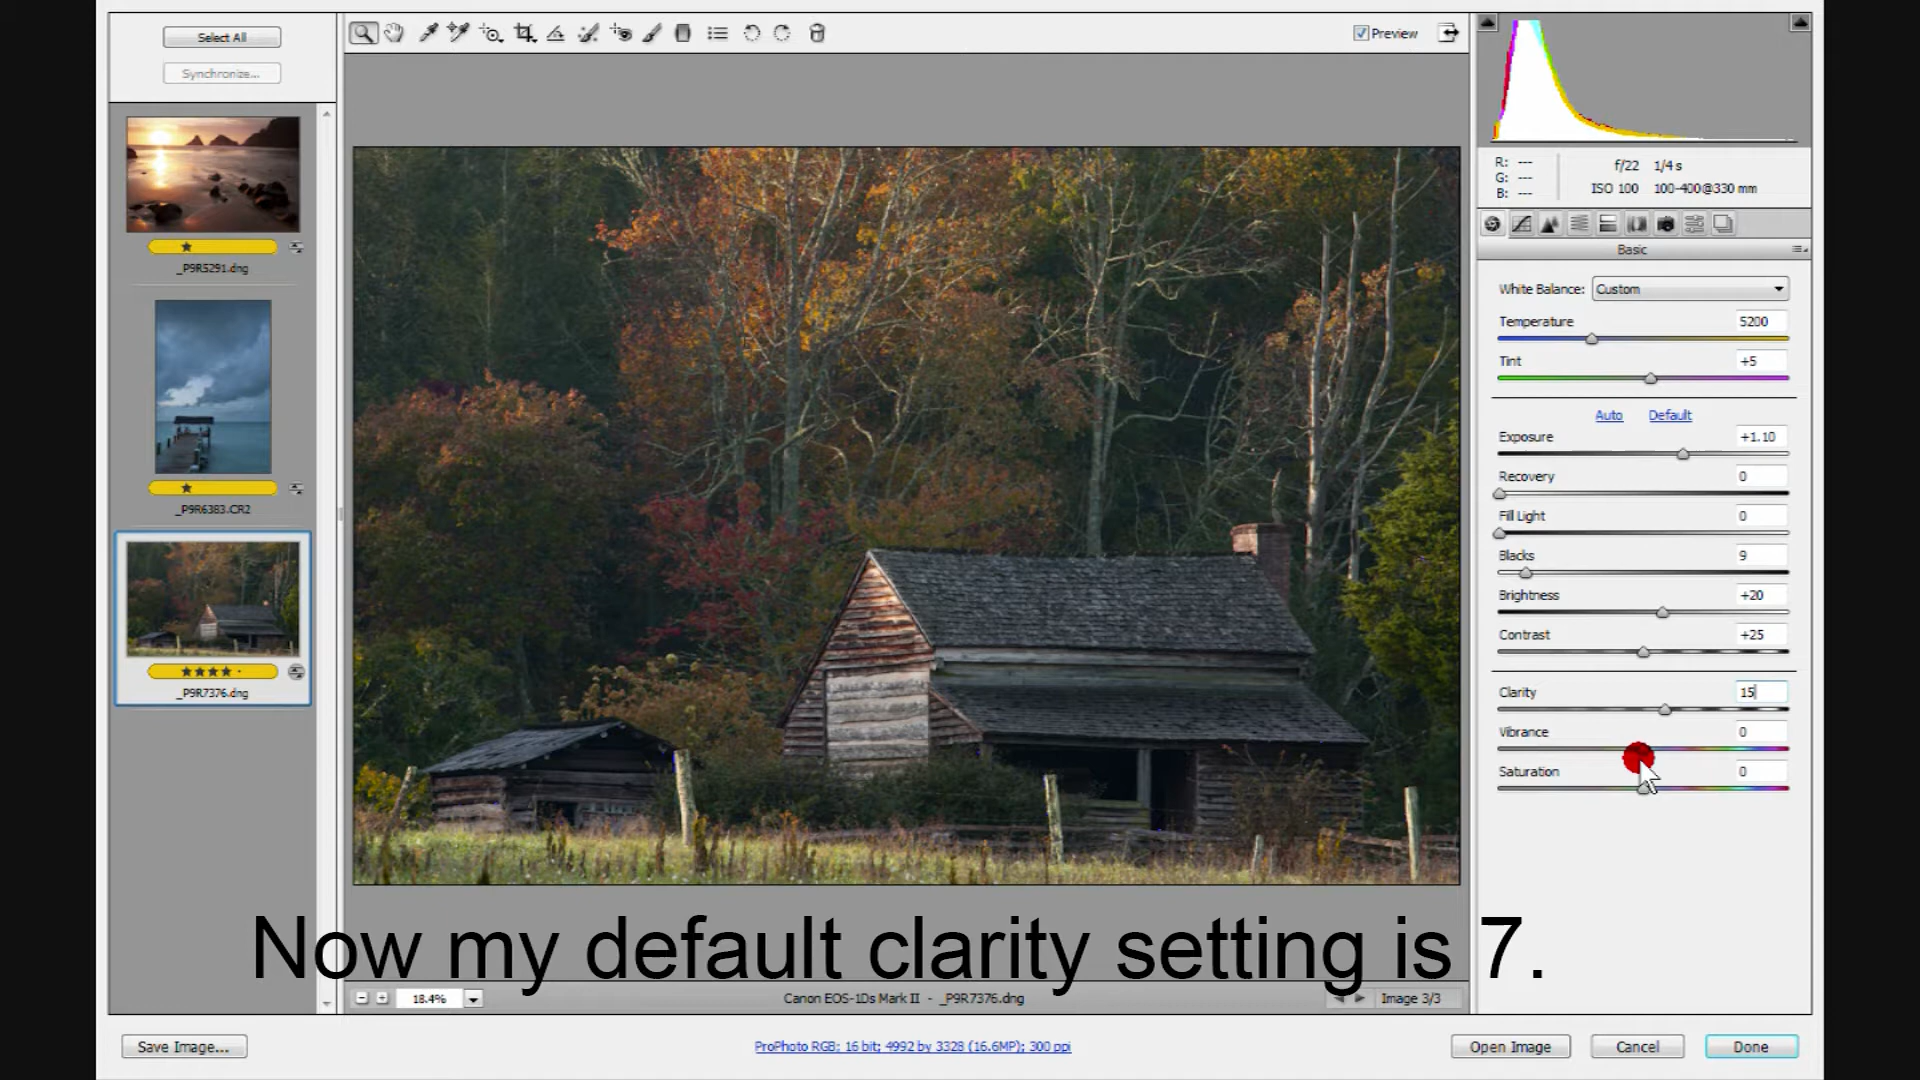 Select All
Synchronize...
_P9R5291.dng
_P9R6383.CR2
_P9R7376.dng
Preview
R: ---
G: ---
B: ---
f/22 1/4 s
ISO 100 100-400@330 mm
Basic
White Balance: Custom
Temperature 5200
Tint +5
Auto Default
Exposure +1.10
Recovery 0
Fill Light 0
Blacks 9
Brightness +20
Contrast +25
Clarity 15
Vibrance 0
Saturation 0
Now my default clarity setting is 7.
18.4% Canon EOS-1Ds Mark II - _P9R7376.dng Image 3/3
Save Image... ProPhoto RGB; 16 bit; 4992 by 3328 (16.6MP); 300 ppi Open Image Cancel Done